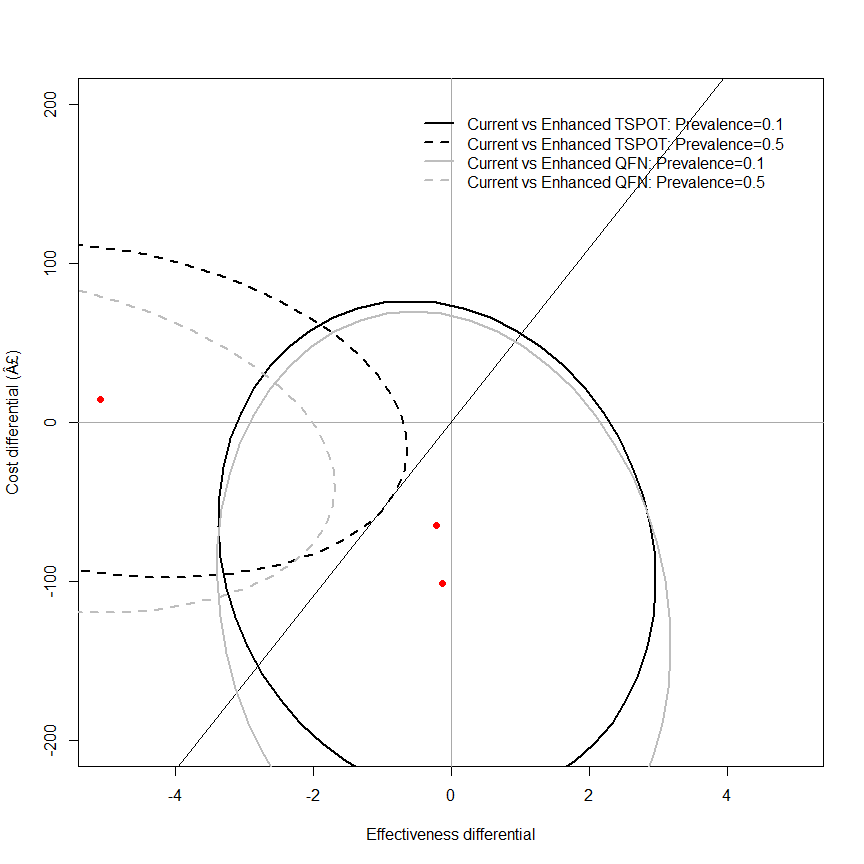 Current vs Enhanced TSPOT: Prevalence=0.1
Current vs Enhanced TSPOT: Prevalence=0.5
Current vs Enhanced QFN: Prevalence=0.1
Current vs Enhanced QFN: Prevalence=0.5
200
100
0
-100
-200
Cost differential (Â£)
-4 -2 0 2 4
Effectiveness differential